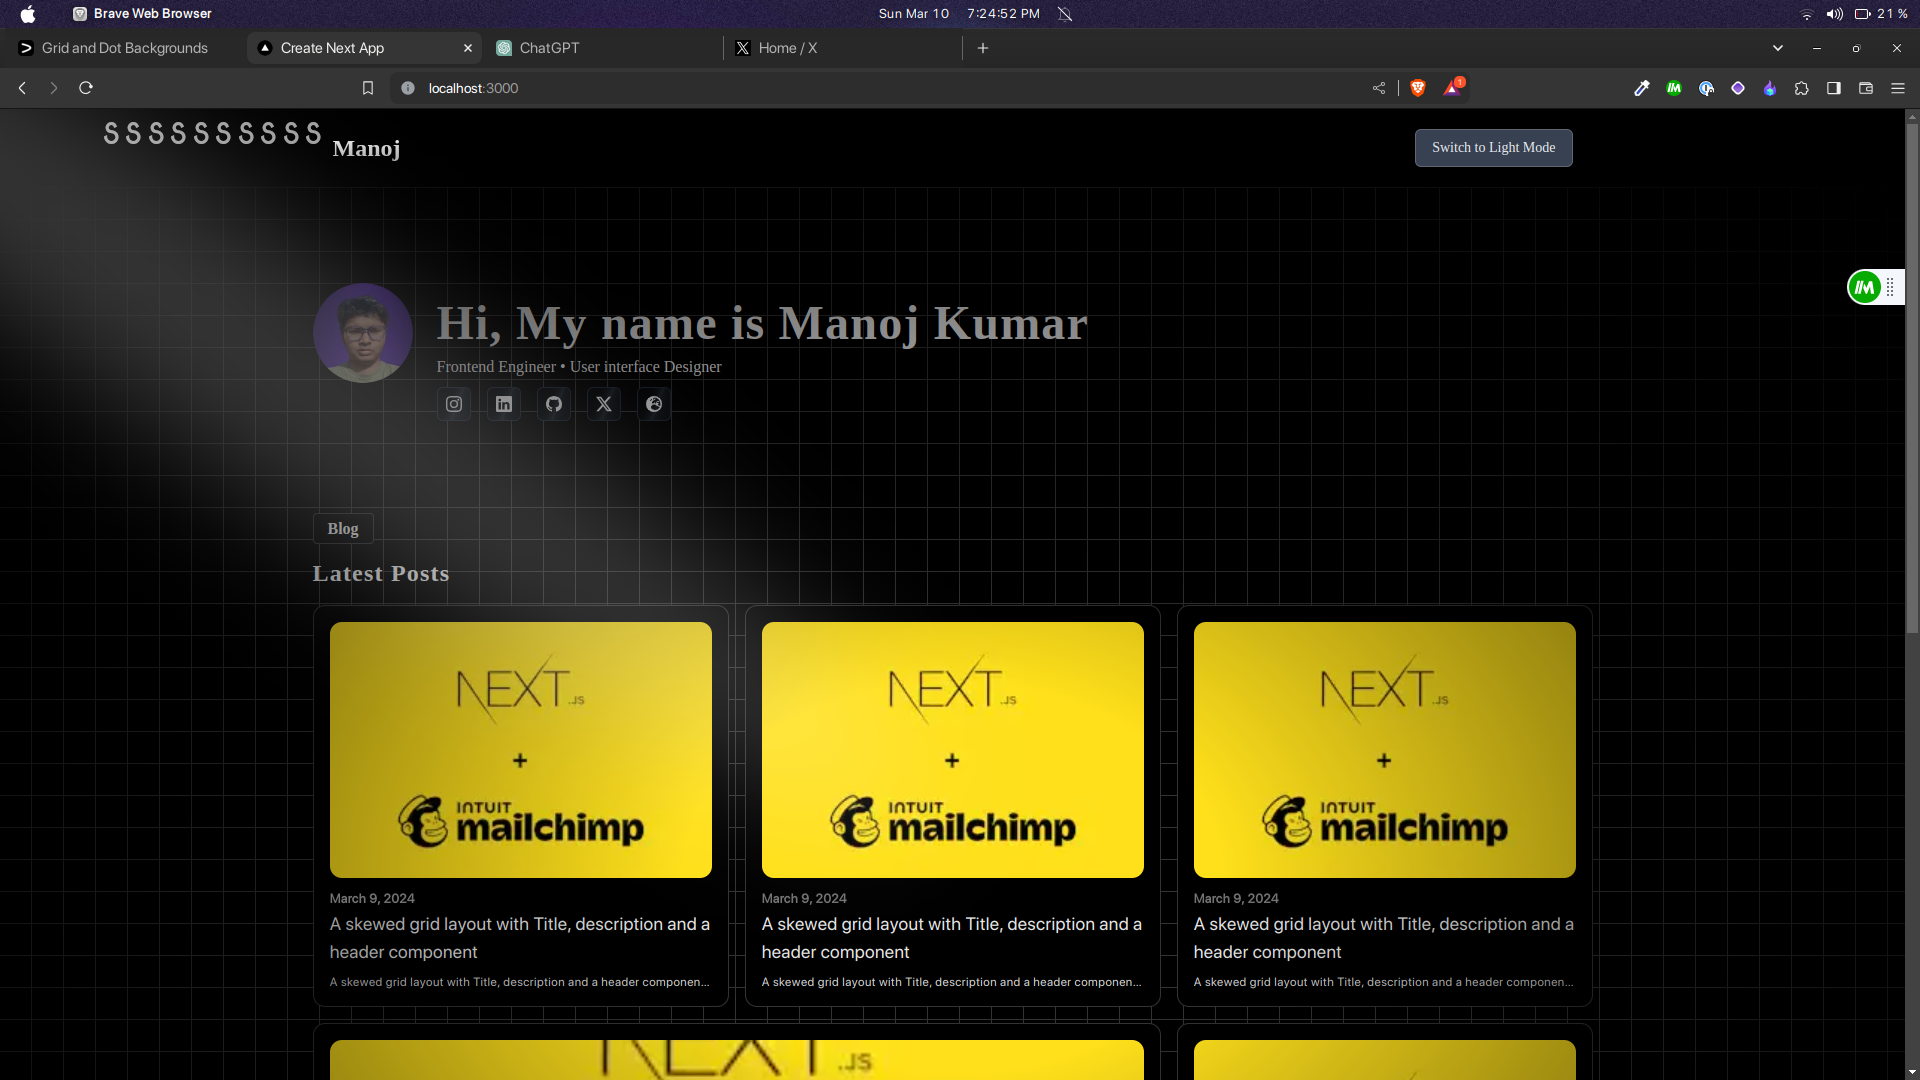 Brave Web Browser
Sun Mar 10 7:24:52 PM
21 %
Grid and Dot Backgrounds
Create Next App
ChatGPT
Home / X
localhost:3000
1
S S S S S S S S S S
Manoj
Switch to Light Mode
Hi, My name is Manoj Kumar
Frontend Engineer • User interface Designer
Blog
Latest Posts
NEXT.JS
+
INTUIT
mailchimp
March 9, 2024
A skewed grid layout with Title, description and a
header component
A skewed grid layout with Title, description and a header componen...
NEXT.JS
+
INTUIT
mailchimp
March 9, 2024
A skewed grid layout with Title, description and a
header component
A skewed grid layout with Title, description and a header componen...
NEXT.JS
+
INTUIT
mailchimp
March 9, 2024
A skewed grid layout with Title, description and a
header component
A skewed grid layout with Title, description and a header componen...
NEXT.JS